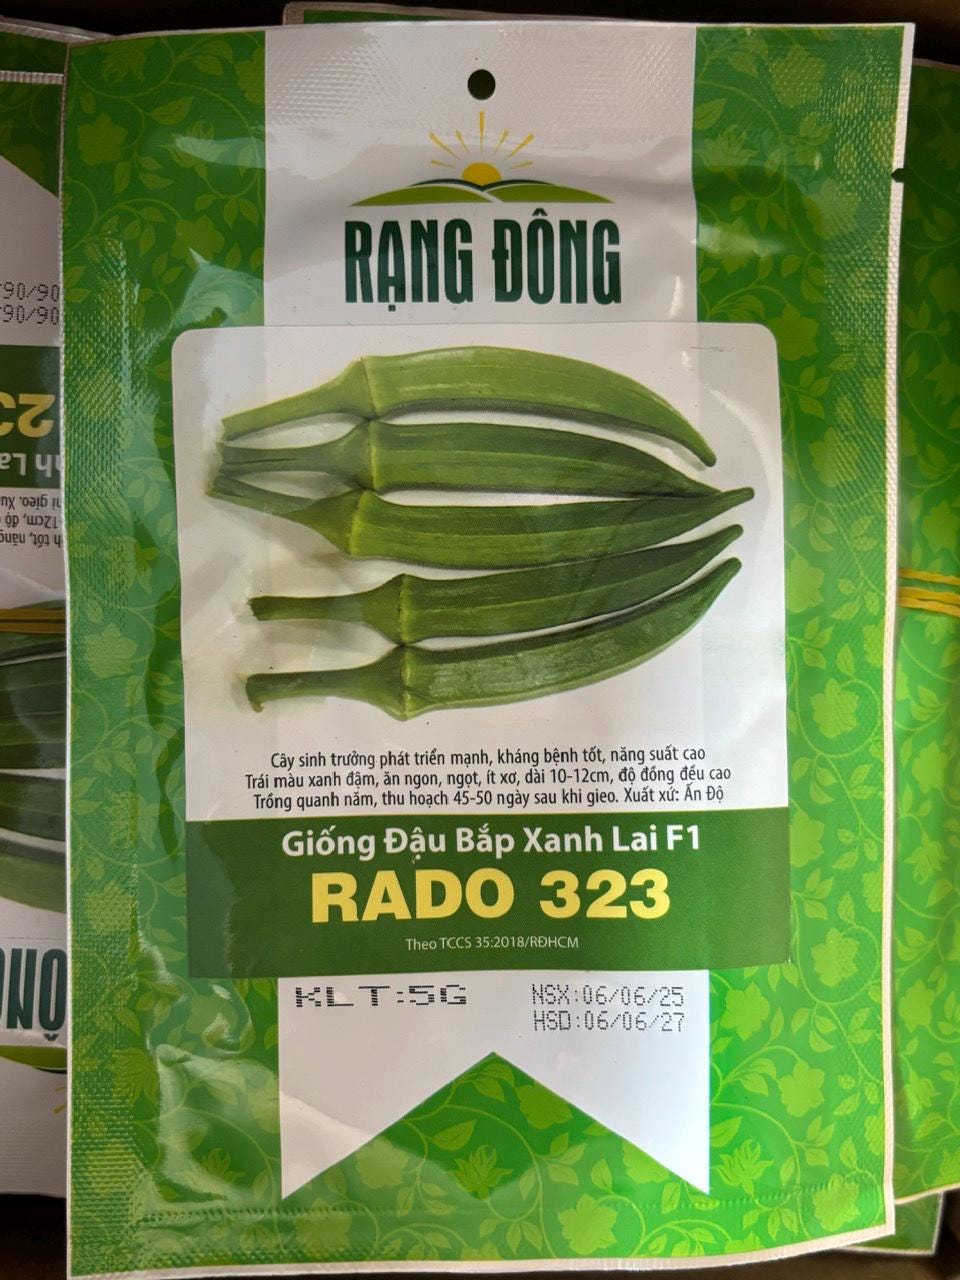 RẠNG ĐÔNG
Cây sinh trưởng phát triển mạnh, kháng bệnh tốt, năng suất cao
Trái màu xanh đậm, ăn ngon, ngọt, ít xơ, dài 10-12cm, độ đồng đều cao
Trồng quanh năm, thu hoạch 45-50 ngày sau khi gieo. Xuất xứ: Ấn Độ
Giống Đậu Bắp Xanh Lai F1
RADO 323
Theo TCCS 35:2018/RĐHCM
KLT:5G
NSX:06/06/25
HSD:06/06/27